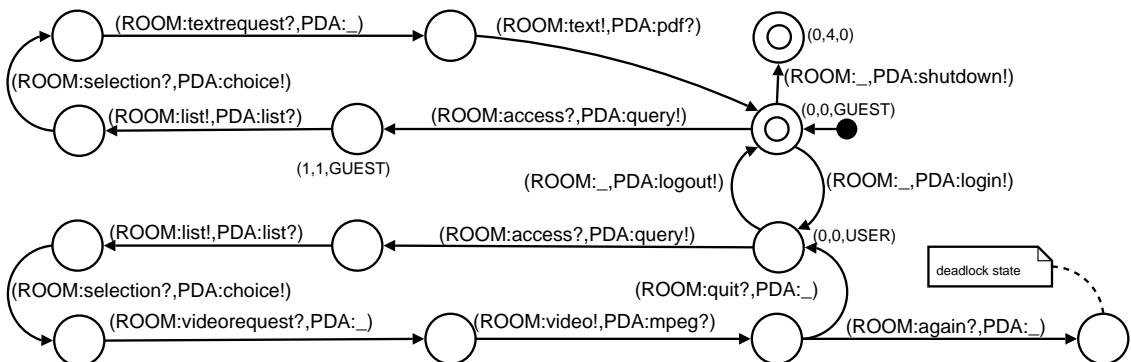 (ROOM:textrequest?,PDA:_)
(ROOM:text!,PDA:pdf?)
(0,4,0)
(ROOM:selection?,PDA:choice!)
(ROOM:_,PDA:shutdown!)
(ROOM:list!,PDA:list?)
(ROOM:access?,PDA:query!)
(0,0,GUEST)
(1,1,GUEST)
(ROOM:_,PDA:logout!)
(ROOM:_,PDA:login!)
(ROOM:list!,PDA:list?)
(ROOM:access?,PDA:query!)
(0,0,USER)
deadlock state
(ROOM:selection?,PDA:choice!)
(ROOM:quit?,PDA:_)
(ROOM:videorequest?,PDA:_)
(ROOM:video!,PDA:mpeg?)
(ROOM:again?,PDA:_)